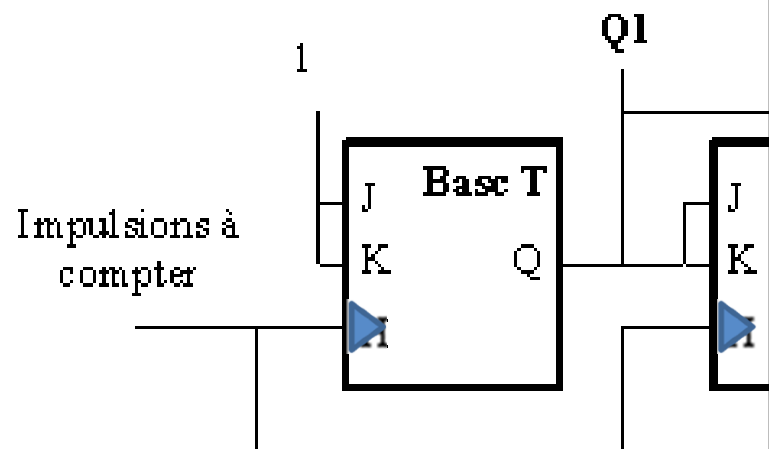 Q1
1
Basc T
J
J
Impulsions à
compter
K
Q
K
H
H